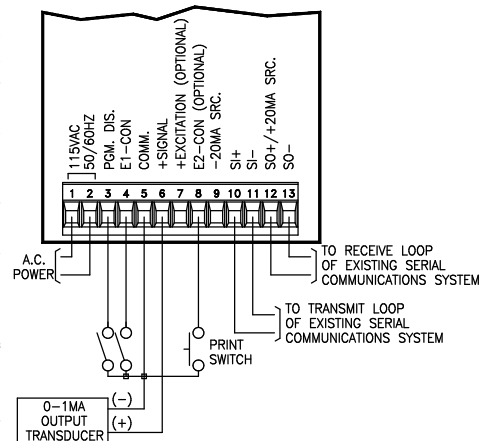 115VAC
50/60HZ
PGM. DIS.
E1-CON
COMM.
+SIGNAL
+EXCITATION (OPTIONAL)
E2-CON (OPTIONAL)
-20MA SRC.
SI+
SI-
SO+/+20MA SRC.
SO-
1 2 3 4 5 6 7 8 9 10 11 12 13
A.C.
POWER
TO RECEIVE LOOP
OF EXISTING SERIAL
COMMUNICATIONS SYSTEM
TO TRANSMIT LOOP
OF EXISTING SERIAL
COMMUNICATIONS SYSTEM
PRINT
SWITCH
0-1MA
OUTPUT
TRANSDUCER
(-)
(+)